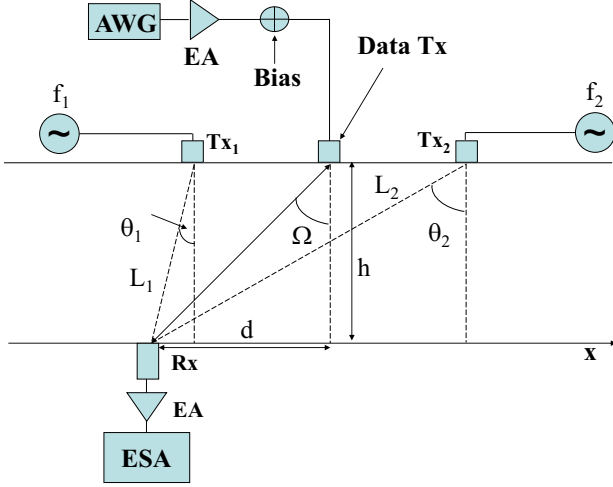 AWG
EA
Bias
Data Tx
f₁
~
Tx₁
f₂
~
Tx₂
L₂
θ₁
Ω
θ₂
L₁
h
d
x
Rx
EA
ESA